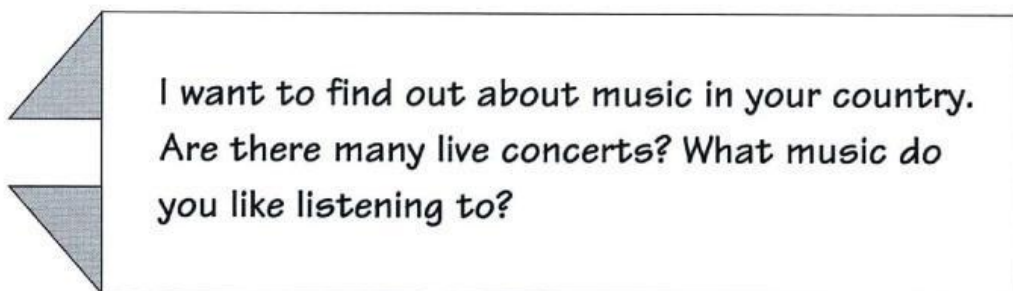 I want to find out about music in your country.
Are there many live concerts? What music do
you like listening to?